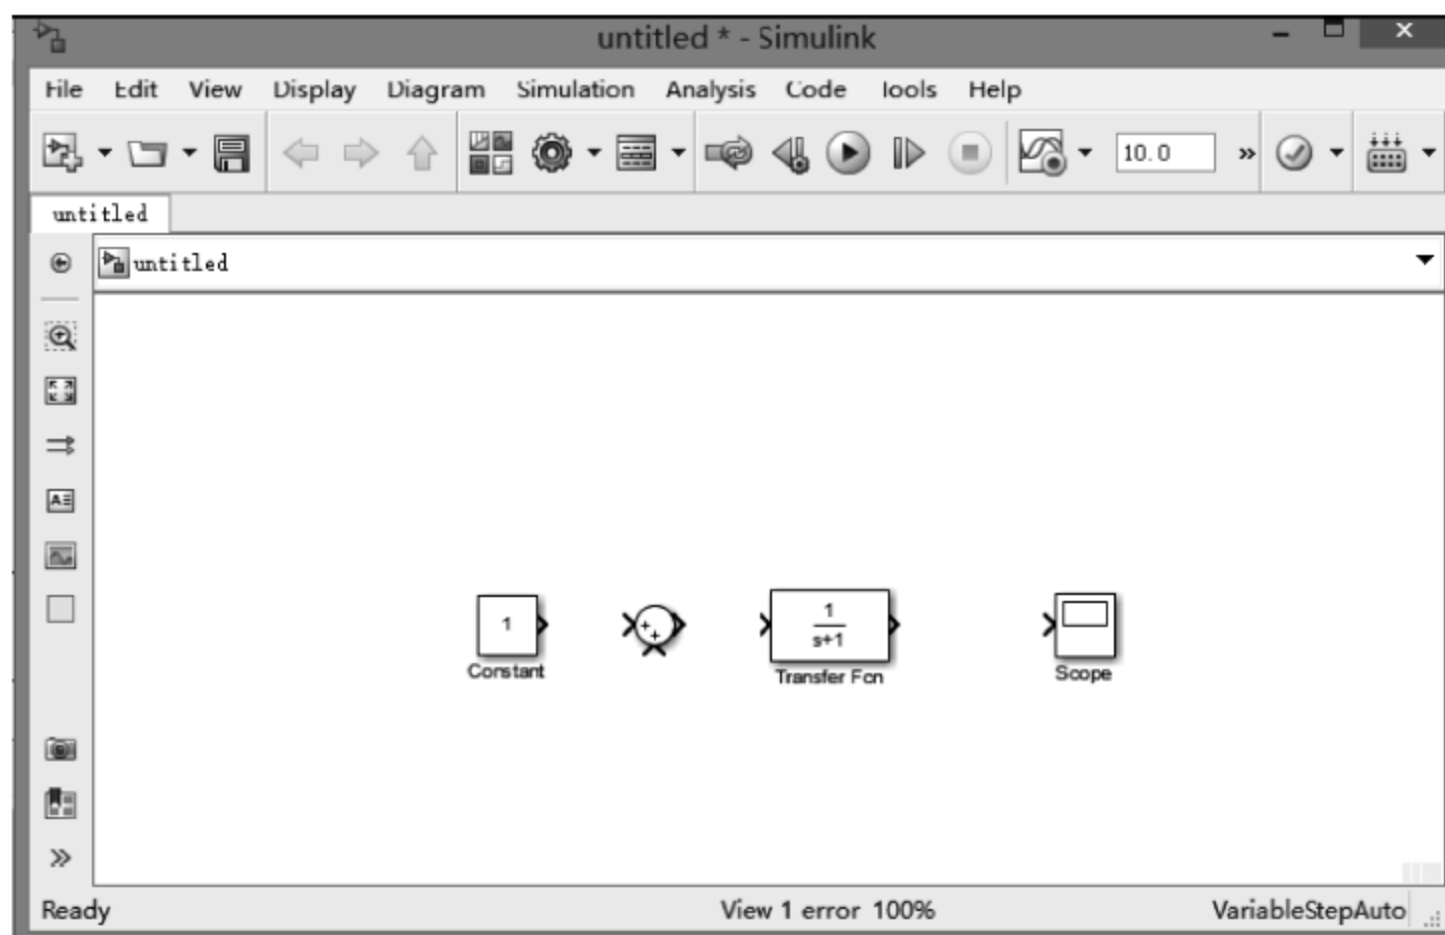 untitled * - Simulink
File Edit View Display Diagram Simulation Analysis Code Tools Help
10.0 »
untitled
untitled
1
+
+
1
s+1
Constant
Transfer Fcn
Scope
Ready View 1 error 100% VariableStepAuto